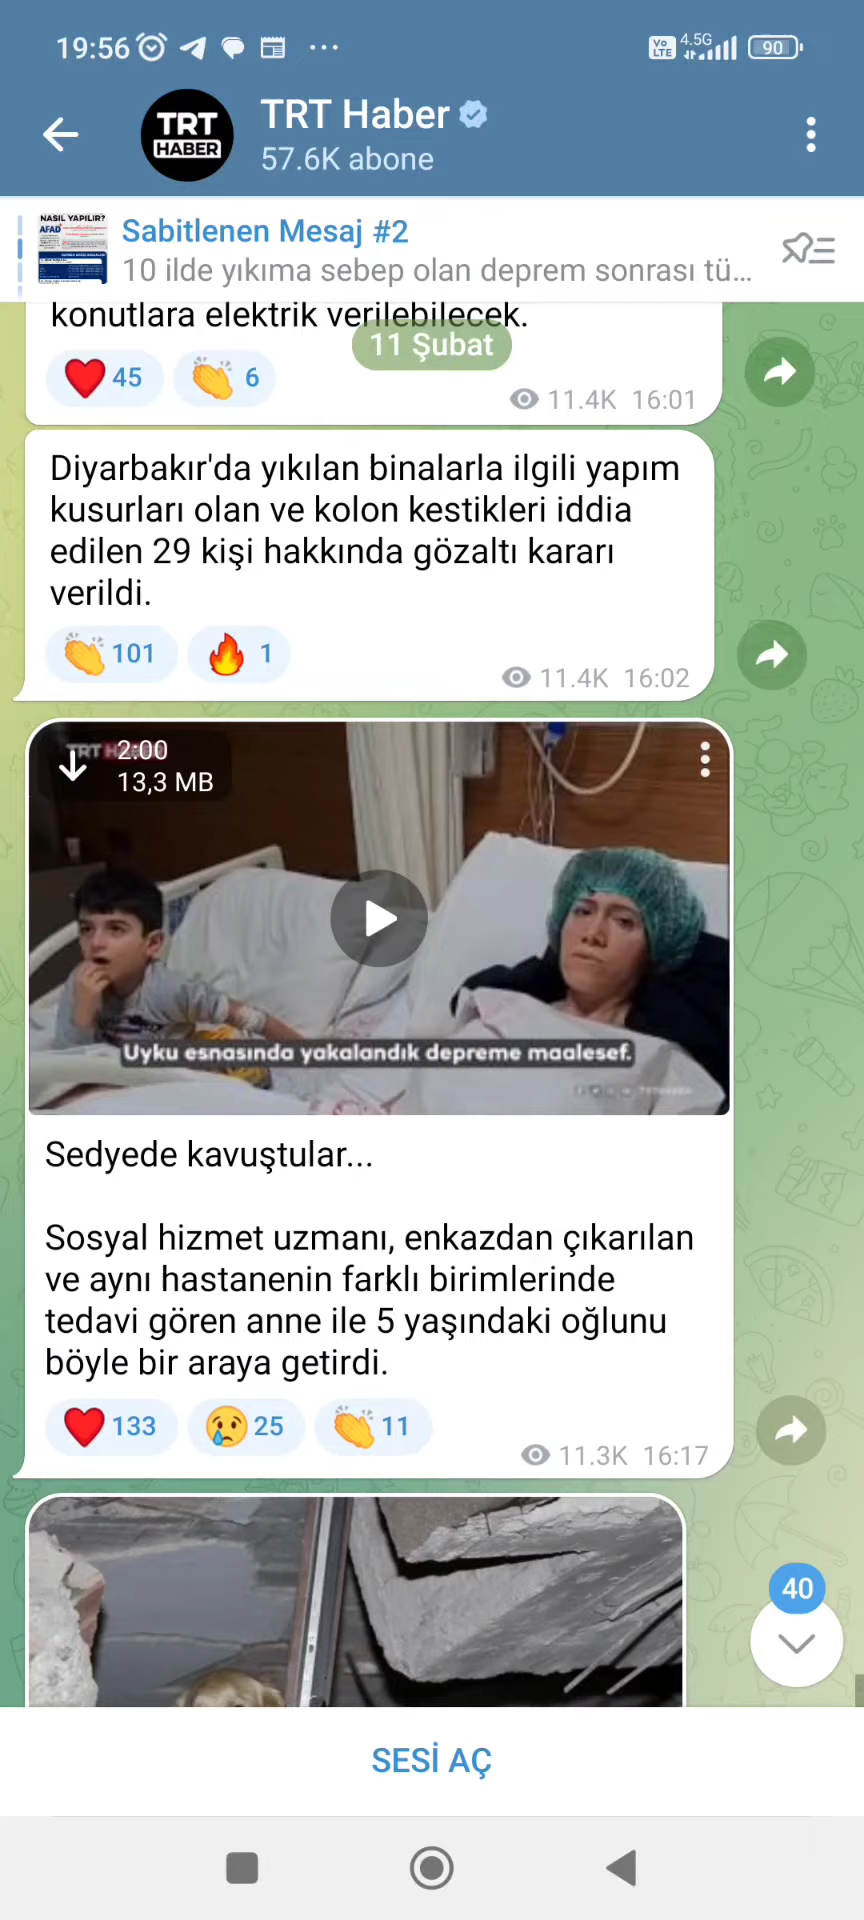 19:56
Vo
LTE
4.5G
90
TRT
HABER
TRT Haber
57.6K abone
NASIL YAPILIR?
AFAD
Sabitlenen Mesaj #2
10 ilde yıkıma sebep olan deprem sonrası tü...
konutlara elektrik verilebilecek.
11 Şubat
45
6
11.4K 16:01
Diyarbakır'da yıkılan binalarla ilgili yapım
kusurları olan ve kolon kestikleri iddia
edilen 29 kişi hakkında gözaltı kararı
verildi.
101
1
11.4K 16:02
2:00
13,3 MB
Uyku esnasında yakalandık depreme maalesef.
Sedyede kavuştular...
Sosyal hizmet uzmanı, enkazdan çıkarılan
ve aynı hastanenin farklı birimlerinde
tedavi gören anne ile 5 yaşındaki oğlunu
böyle bir araya getirdi.
133
25
11
11.3K 16:17
40
SESİ AÇ